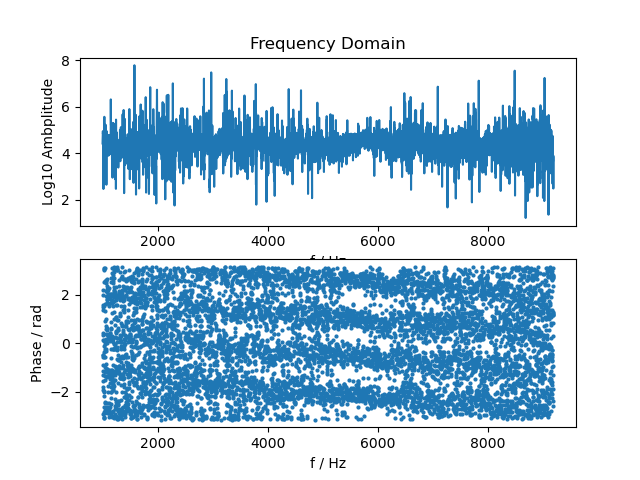 Frequency Domain
Log10 Ambplitude
8
6
4
2
2000 4000 6000 8000
f / Hz
Phase / rad
2
0
−2
2000 4000 6000 8000
f / Hz